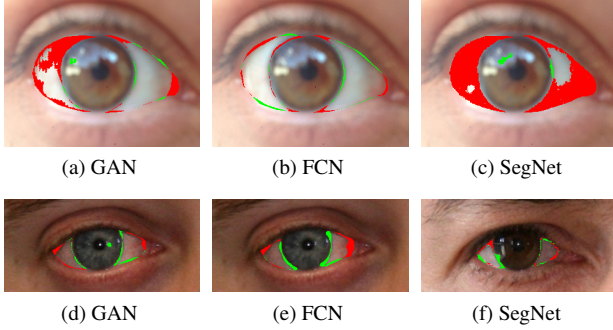 (a) GAN (b) FCN (c) SegNet
(d) GAN (e) FCN (f) SegNet